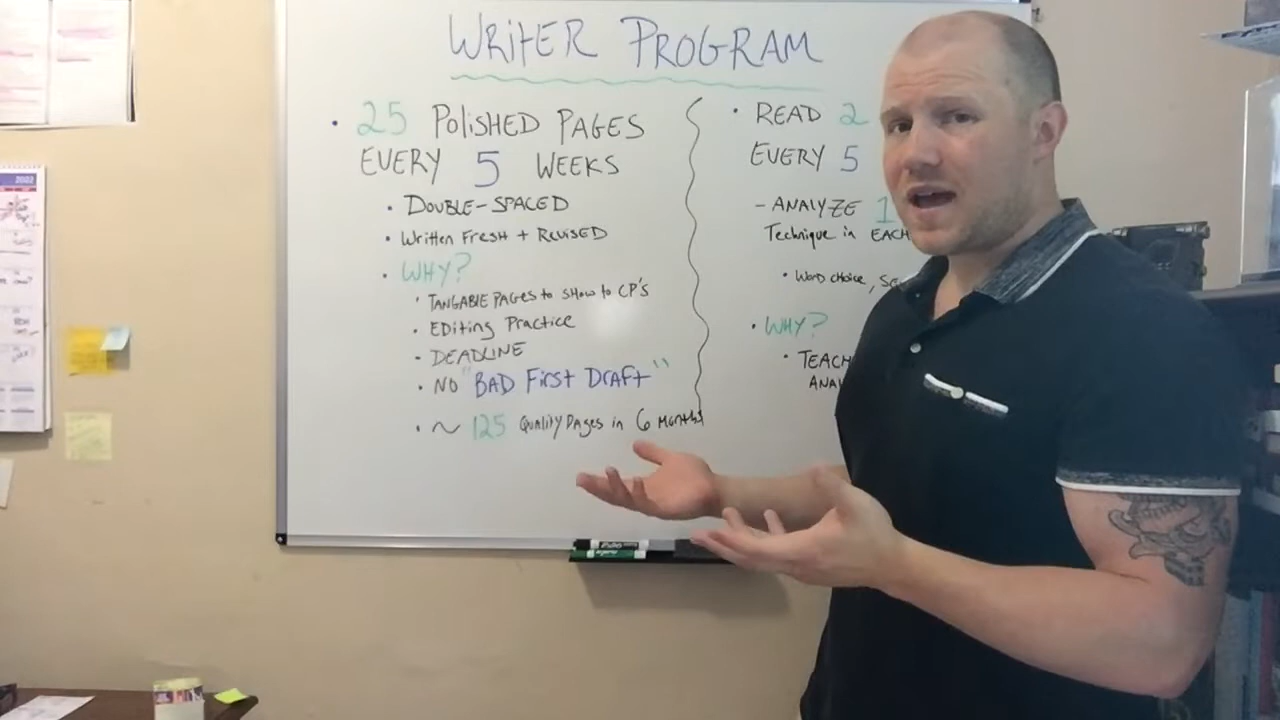 WRITER PROGRAM
• 25 POLISHED PAGES
EVERY 5 WEEKS
• DOUBLE-SPACED
• Written Fresh + REVISED
• WHY?
• TANGABLE PAGES to SHOW to CP'S
• EDiting PRACTICE
• DEADLINE
• NO "BAD First DRAFT"
• ~ 125 Quality PAGES in 6 MONTHS
• READ 2
EVERY 5
- ANALYZE 1
Technique in EACH
• WORD choice,
• WHY?
• TEACH
ANA
2022